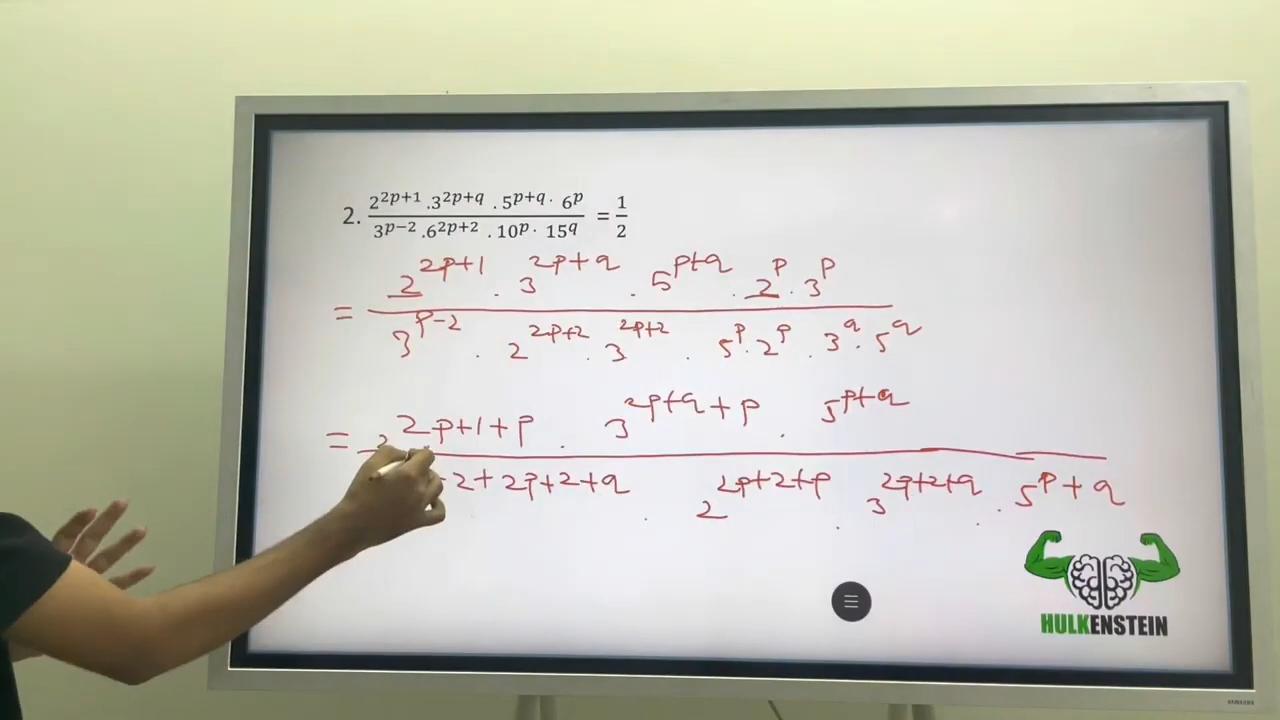 2. 2^{2p+1} .3^{2p+q} . 5^{p+q} . 6^p / 3^{p−2} .6^{2p+2} . 10^p . 15^q = 1/2
= 2^{2p+1} . 3^{2p+q} . 5^{p+q} . 2^p . 3^p / 3^{p−2} . 2^{2p+2} . 3^{2p+2} . 5^p . 2^p . 3^q . 5^q
= 2^{2p+1+p} . 3^{2p+q+p} . 5^{p+q} / -2+2p+2+q . 2^{2p+2+p} . 3^{2p+2+q} . 5^{p+q}
HULKENSTEIN
SAMSUNG